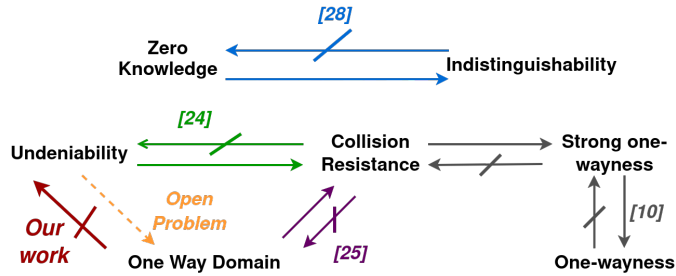 [28]
Zero
Knowledge
Indistinguishability
[24]
Undeniability
Collision
Resistance
Strong one-
wayness
Open
Problem
Our
work
[25]
[10]
One Way Domain
One-wayness